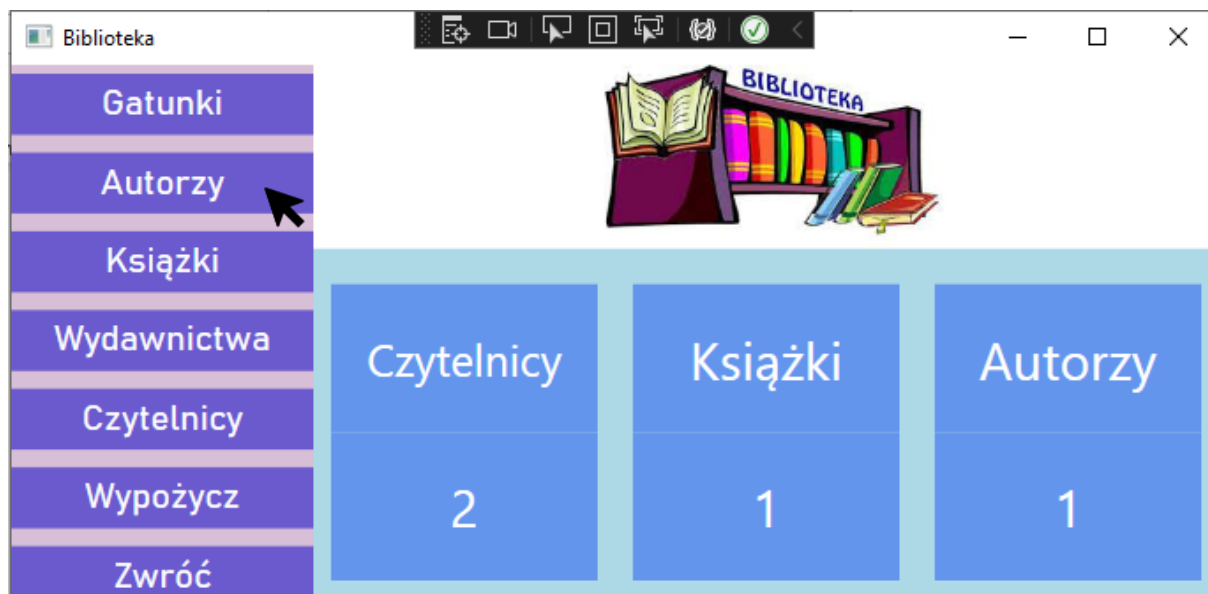 Biblioteka
Gatunki
Autorzy
Książki
Wydawnictwa
Czytelnicy
Wypożycz
Zwróć
BIBLIOTEKA
Czytelnicy
2
Książki
1
Autorzy
1